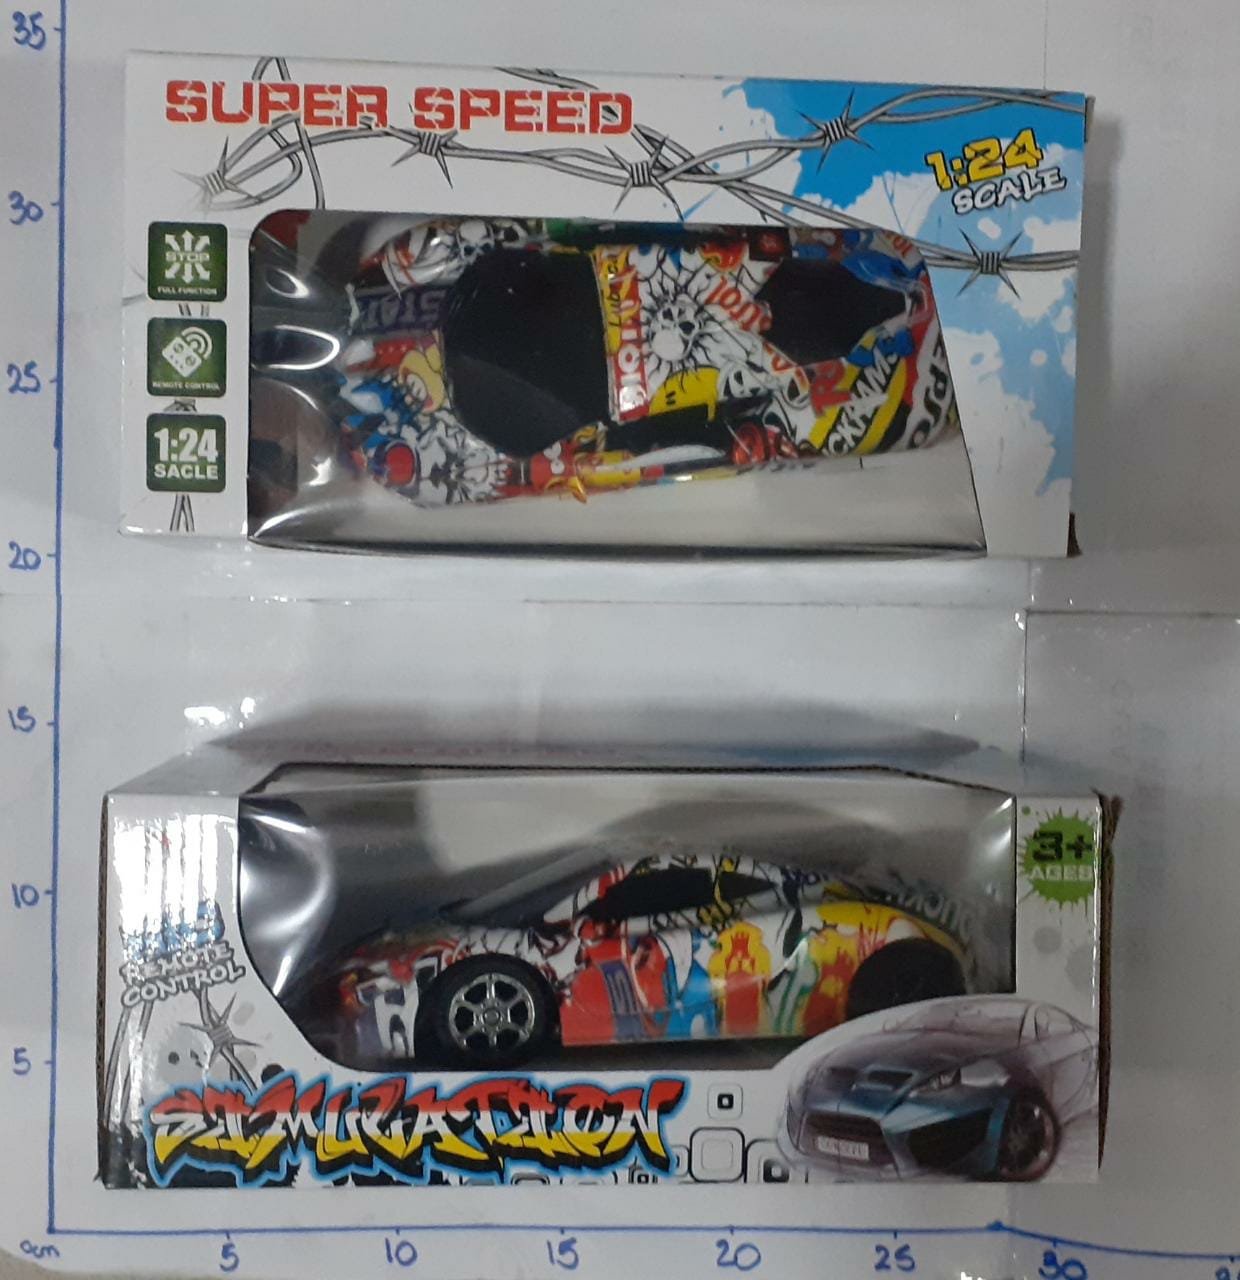 35
SUPER SPEED
1:24
SCALE
30
STOP
FULL FUNCTION
25
REMOTE CONTROL
1:24
SACLE
20
15
3+
AGES
10
REMOTE
CONTROL
5
SIMULATION
0cm
5
10
15
20
25
30